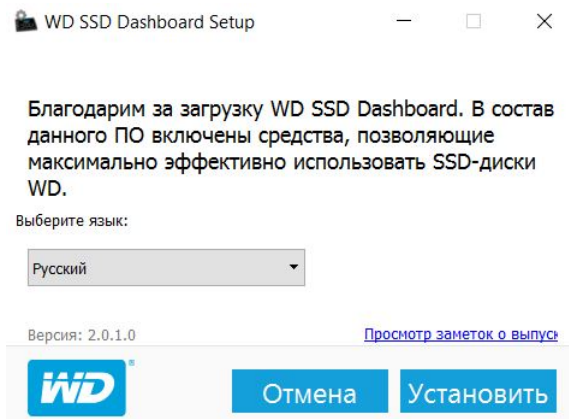 WD SSD Dashboard Setup
Благодарим за загрузку WD SSD Dashboard. В состав
данного ПО включены средства, позволяющие
максимально эффективно использовать SSD-диски
WD.
Выберите язык:
Русский
Версия: 2.0.1.0
Просмотр заметок о выпуск
WD®
Отмена
Установить